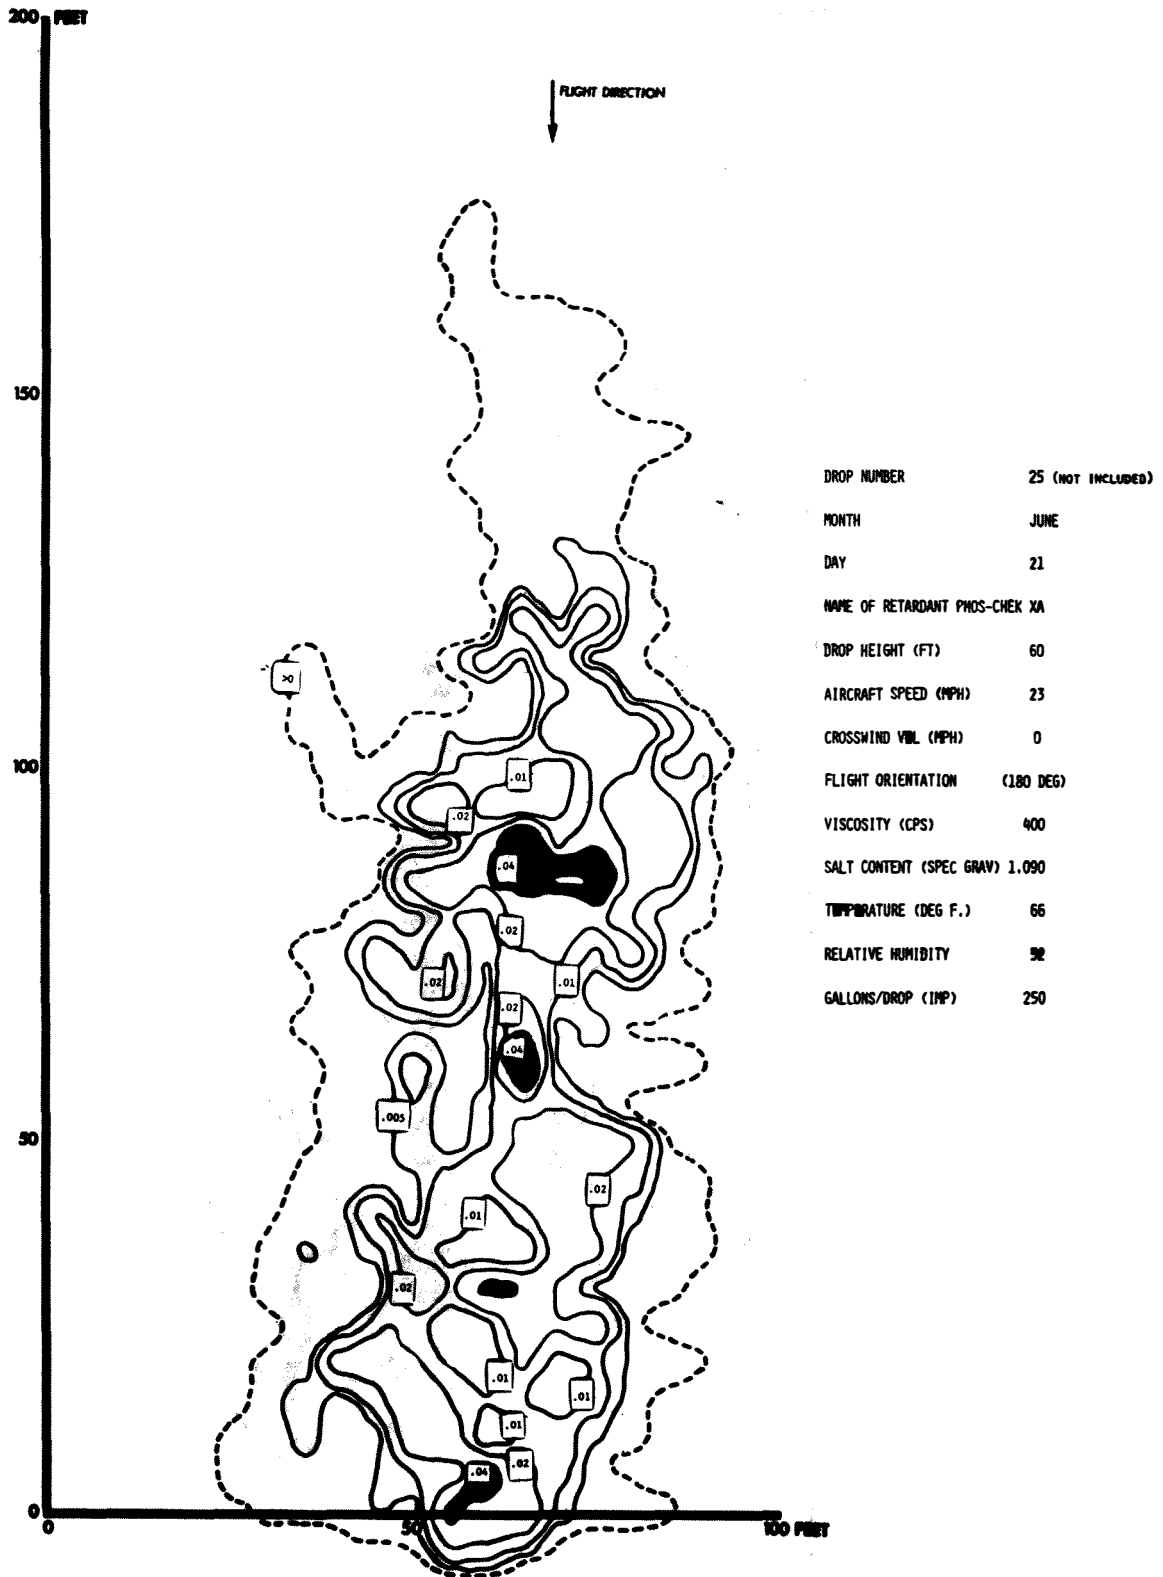 200 FEET
FLIGHT DIRECTION
150
DROP NUMBER 25 (NOT INCLUDED)
MONTH JUNE
DAY 21
NAME OF RETARDANT PHOS-CHEK XA
DROP HEIGHT (FT) 60
>0
AIRCRAFT SPEED (MPH) 23
CROSSWIND VEL (MPH) 0
100
.01
FLIGHT ORIENTATION (180 DEG)
.02
VISCOSITY (CPS) 400
.04
SALT CONTENT (SPEC GRAV) 1.090
TEMPERATURE (DEG F.) 66
.02
RELATIVE HUMIDITY
.02
.01
GALLONS/DROP (IMP) 250
.02
.04
.005
50
.02
.01
.02
.01
.01
.01
.02
.04
0
0
50
100 FEET